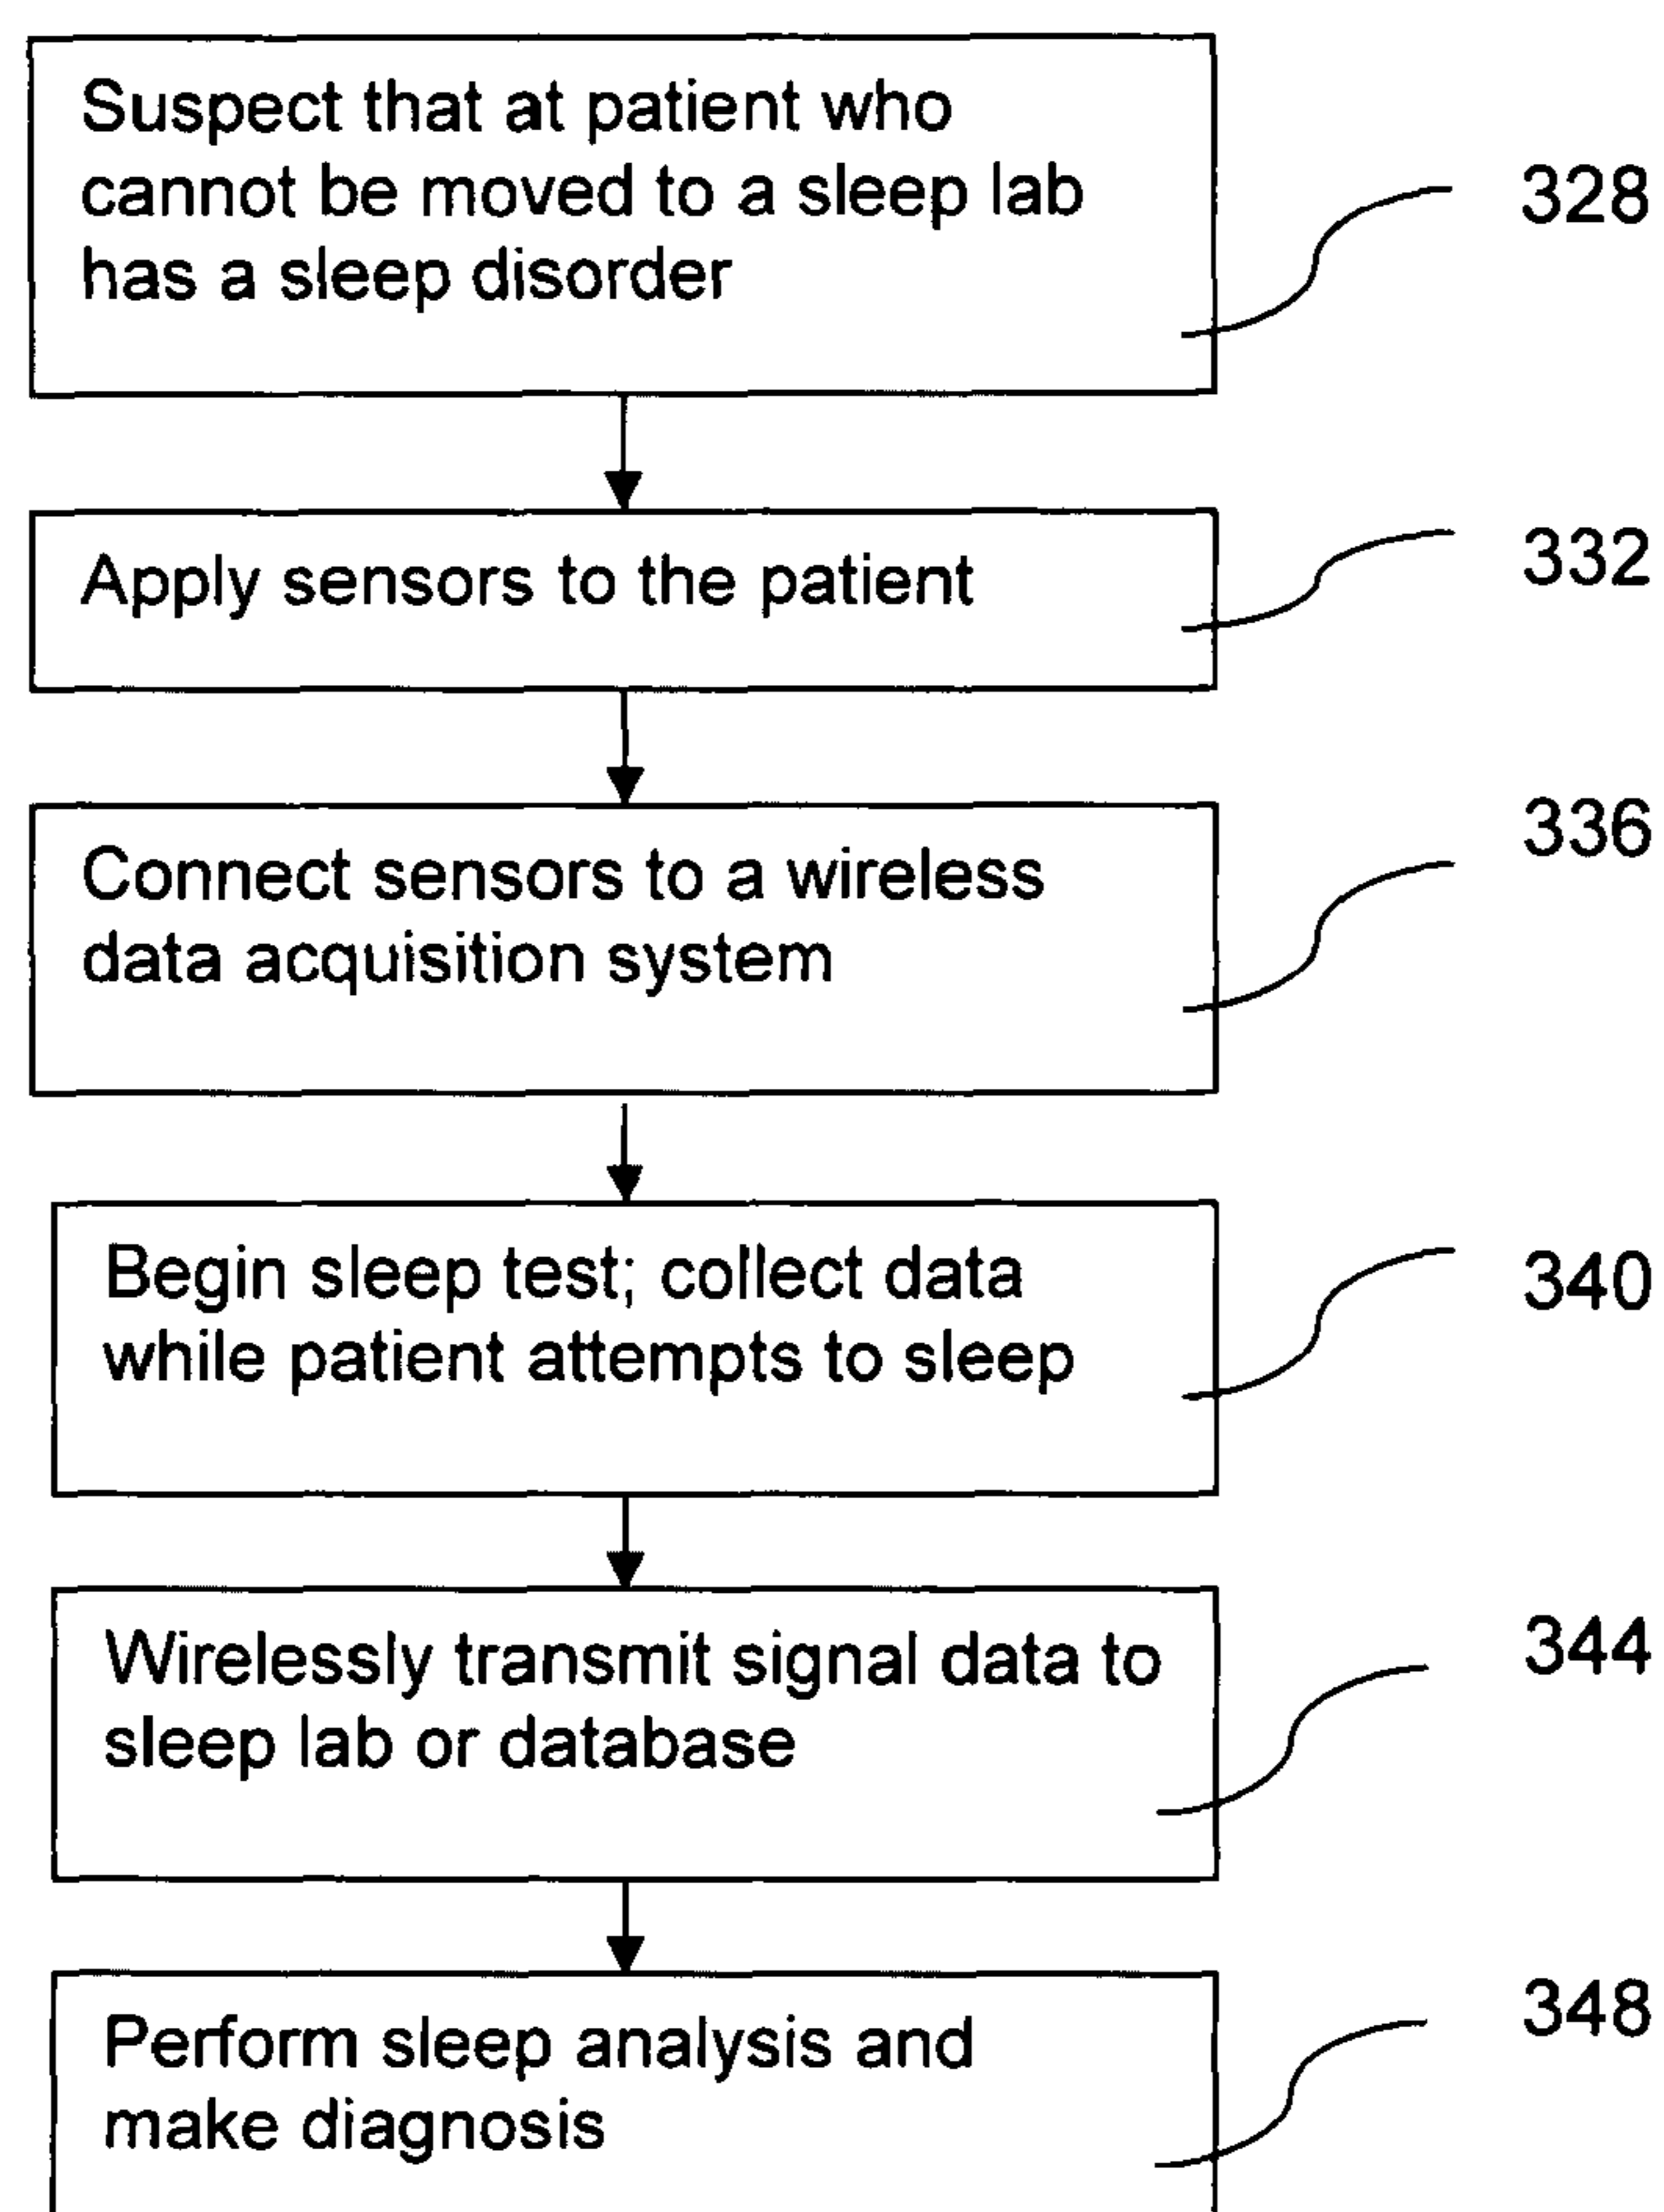 Suspect that at patient who
cannot be moved to a sleep lab
has a sleep disorder
328
Apply sensors to the patient
332
Connect sensors to a wireless
data acquisition system
336
Begin sleep test; collect data
while patient attempts to sleep
340
Wirelessly transmit signal data to
sleep lab or database
344
Perform sleep analysis and
make diagnosis
348